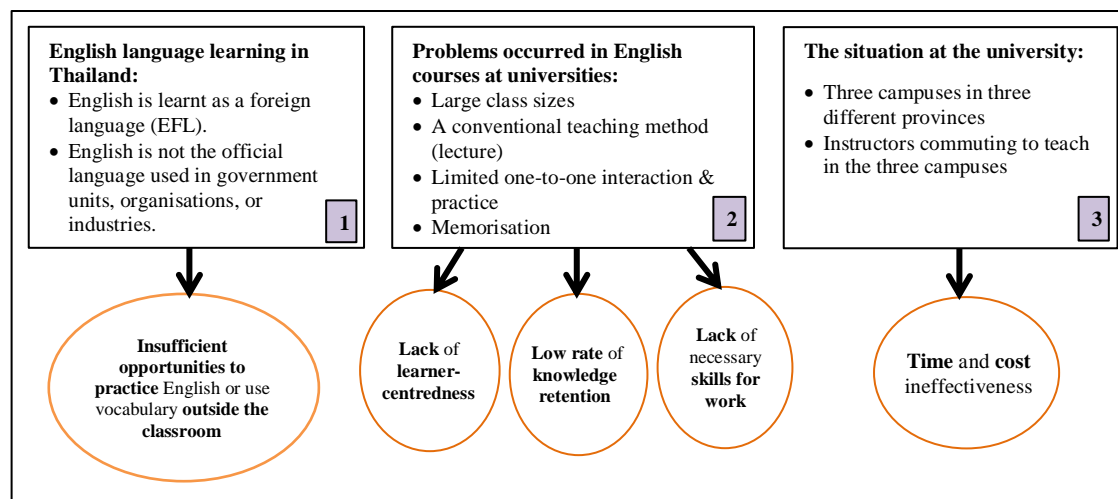 English language learning in
Thailand:
• English is learnt as a foreign
language (EFL).
• English is not the official
language used in government
units, organisations, or
industries.
1
Problems occurred in English
courses at universities:
• Large class sizes
• A conventional teaching method
(lecture)
• Limited one-to-one interaction &
practice
• Memorisation
2
The situation at the university:
• Three campuses in three
different provinces
• Instructors commuting to teach
in the three campuses
3
Insufficient
opportunities to
practice English or use
vocabulary outside the
classroom
Lack of
learner-
centredness
Low rate of
knowledge
retention
Lack of
necessary
skills for
work
Time and cost
ineffectiveness